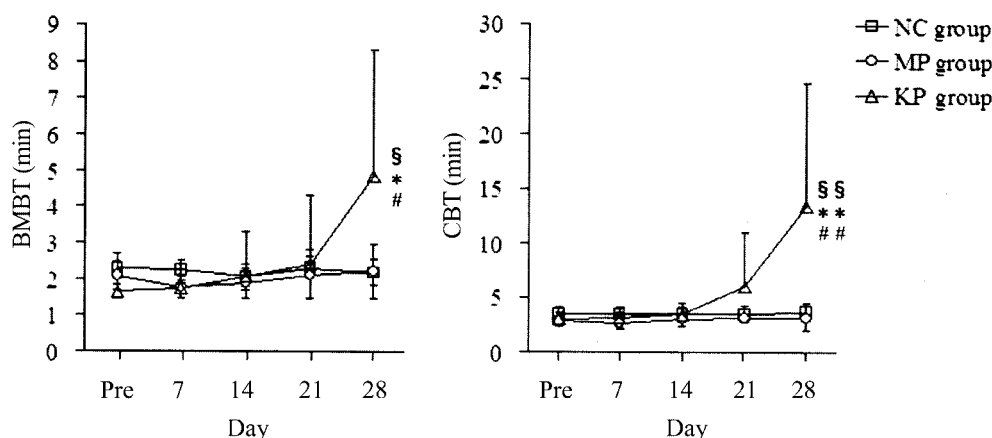 9
8
7
6
5
4
3
2
1
0
BMBT (min)
§
*
#
Pre 7 14 21 28
Day
30
25
20
15
10
5
0
CBT (min)
§ §
* *
# #
Pre 7 14 21 28
Day
NC group
MP group
KP group